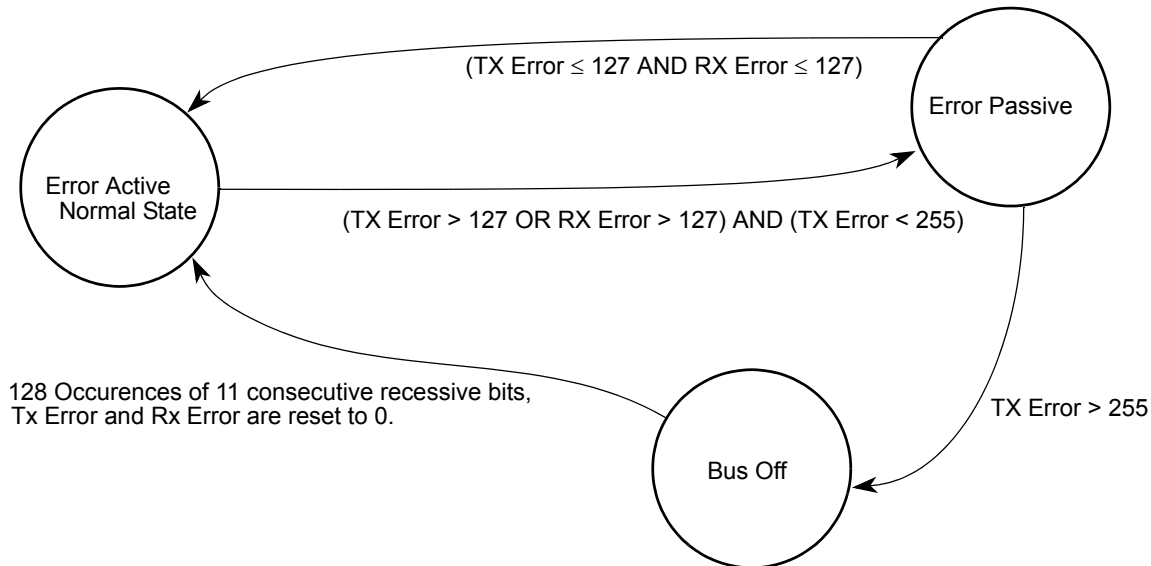 (TX Error ≤ 127 AND RX Error ≤ 127)
Error Passive
Error Active
Normal State
(TX Error > 127 OR RX Error > 127) AND (TX Error < 255)
128 Occurences of 11 consecutive recessive bits,
Tx Error and Rx Error are reset to 0.
TX Error > 255
Bus Off